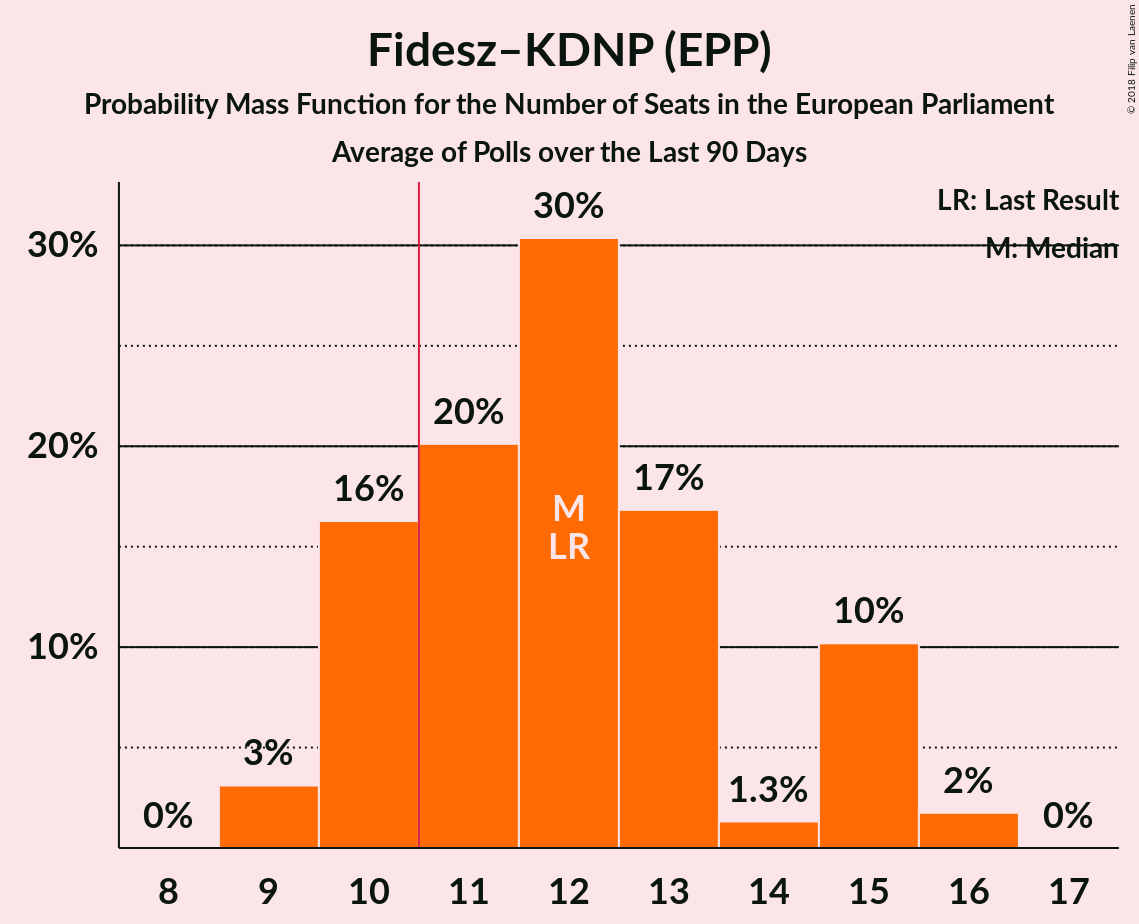 Fidesz–KDNP (EPP)
Probability Mass Function for the Number of Seats in the European Parliament
Average of Polls over the Last 90 Days
© 2018 Filip van Laenen
LR: Last Result
M: Median
30%
20%
10%
0%
3%
16%
20%
30%
M
LR
17%
1.3%
10%
2%
0%
8 9 10 11 12 13 14 15 16 17